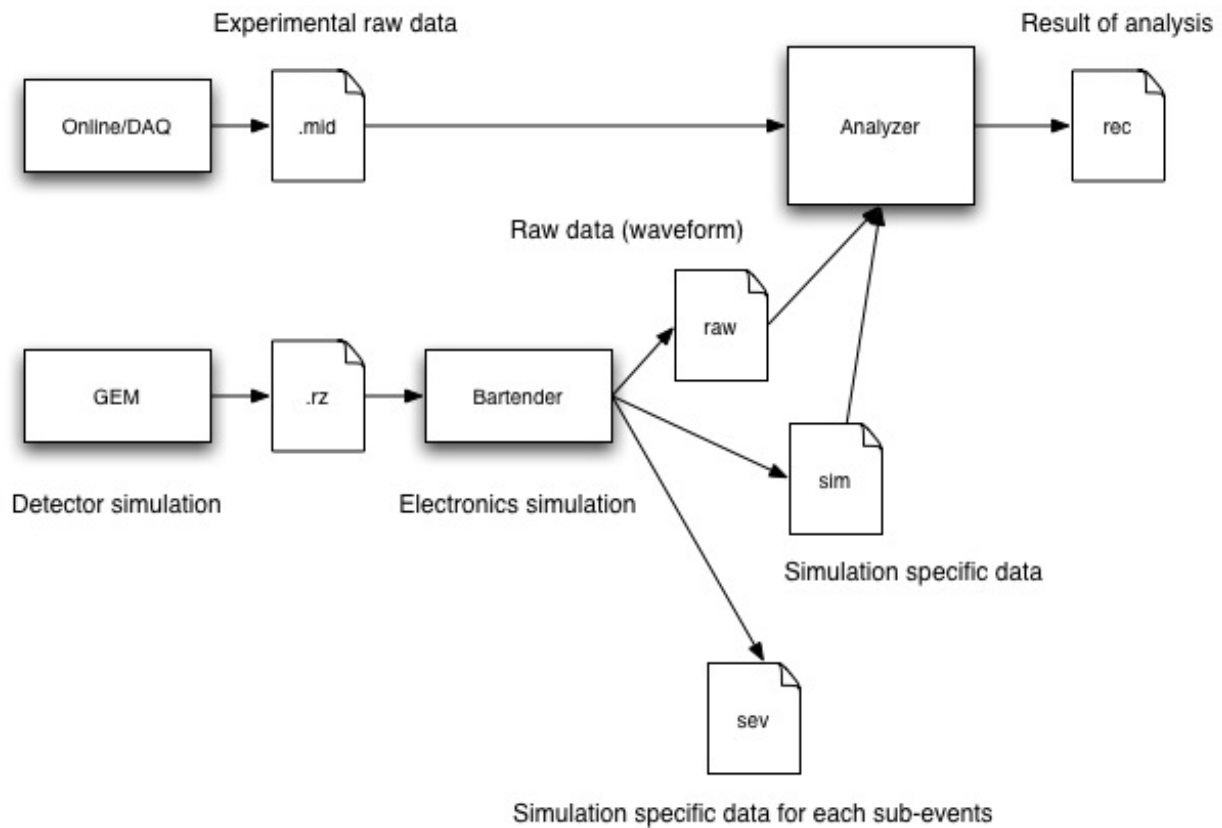 Experimental raw data
Result of analysis
Online/DAQ
.mid
Analyzer
rec
Raw data (waveform)
raw
GEM
.rz
Bartender
sim
Detector simulation
Electronics simulation
Simulation specific data
sev
Simulation specific data for each sub-events